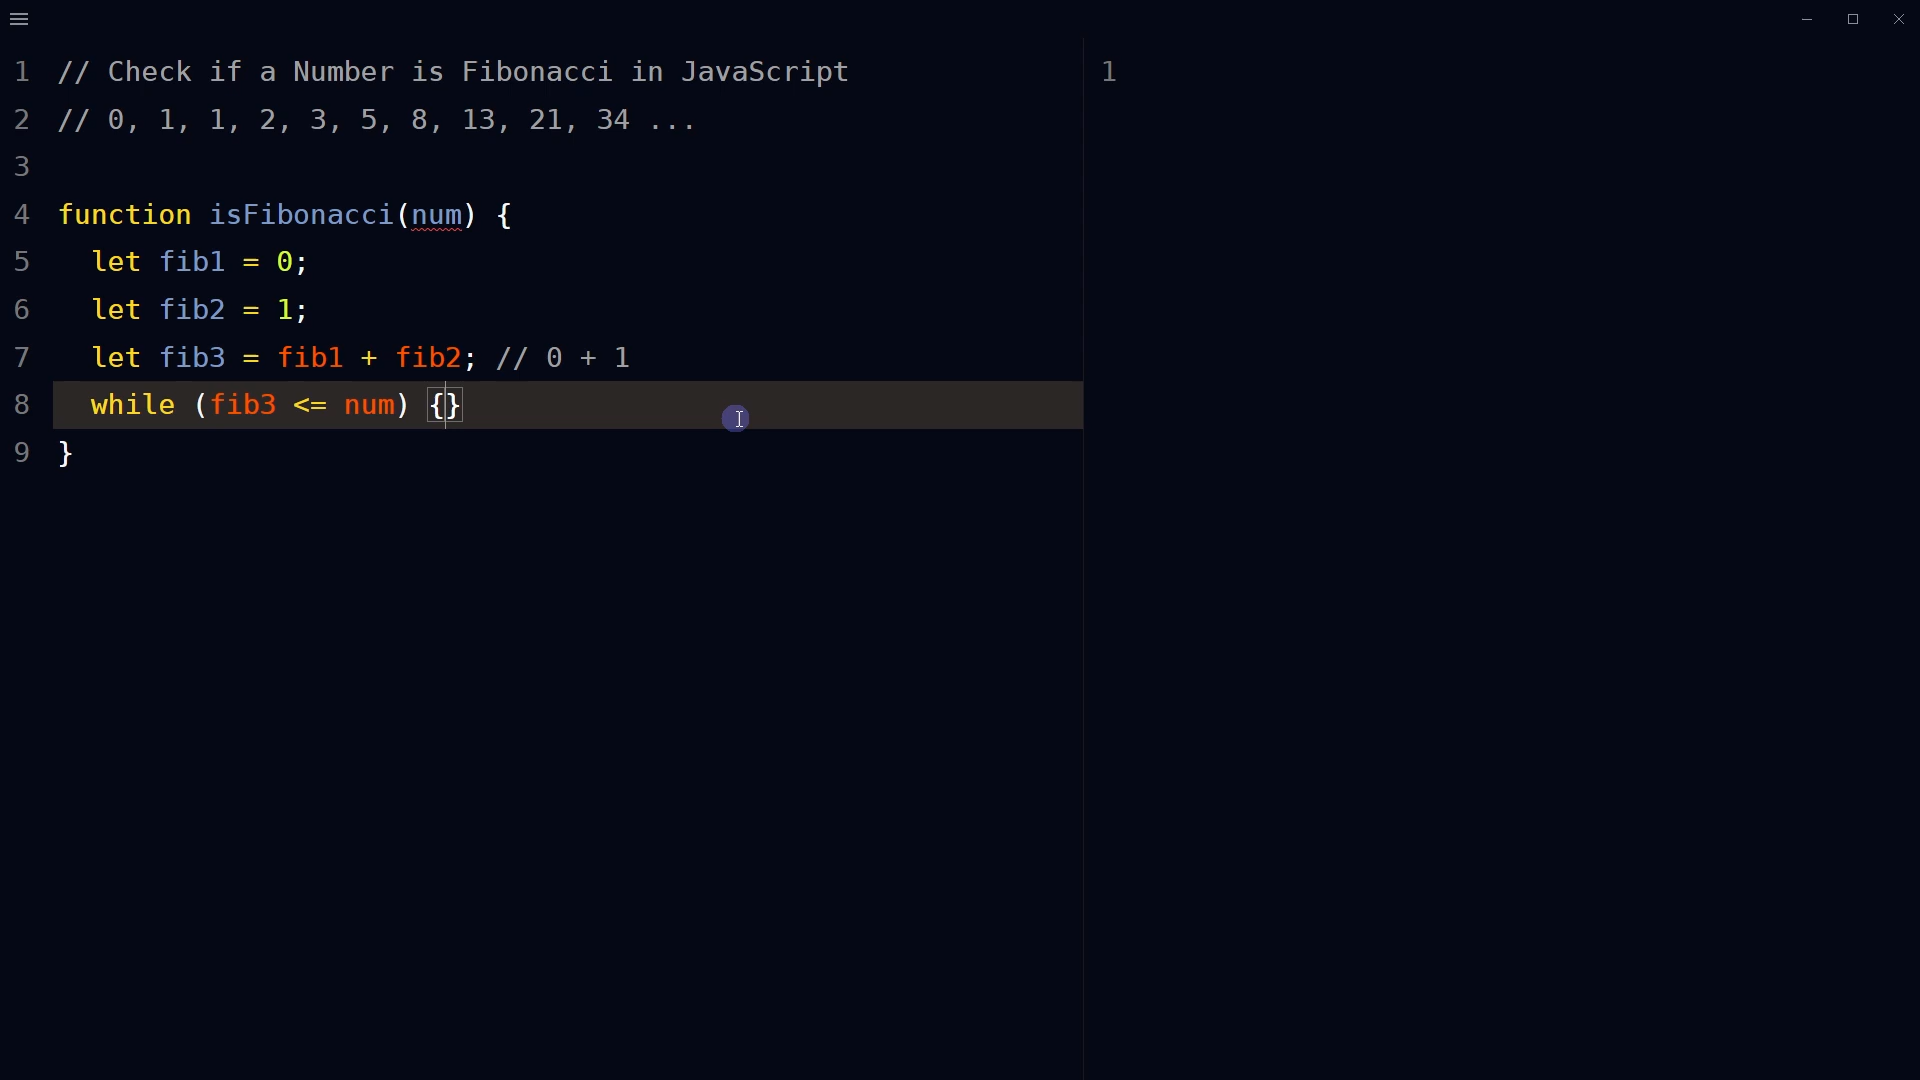 1 // Check if a Number is Fibonacci in JavaScript
2 // 0, 1, 1, 2, 3, 5, 8, 13, 21, 34 ...
3
4 function isFibonacci(num) {
5   let fib1 = 0;
6   let fib2 = 1;
7   let fib3 = fib1 + fib2; // 0 + 1
8   while (fib3 <= num) {}
9 }
1